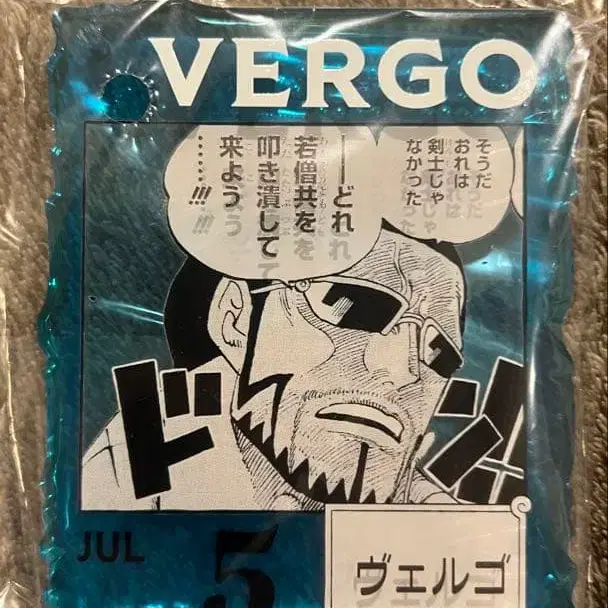 VERGO
そうだ
おれは
剣士じゃ
なかった
――どれ
若僧共を
叩き潰して
来よう
……!!!
ドン
JUL
5
ヴェルゴ